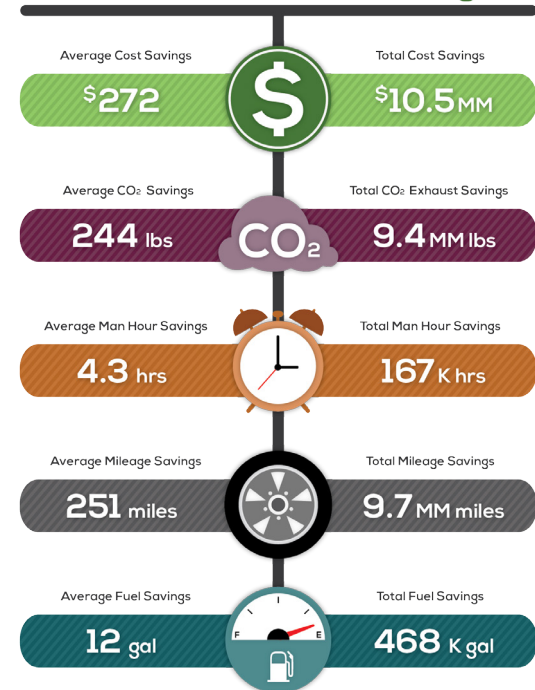 Average Cost Savings
Total Cost Savings
$272
$
$10.5 MM
Average CO2 Savings
Total CO2 Exhaust Savings
244 lbs
CO2
9.4 MM lbs
Average Man Hour Savings
Total Man Hour Savings
4.3 hrs
167 K hrs
Average Mileage Savings
Total Mileage Savings
251 miles
9.7 MM miles
Average Fuel Savings
Total Fuel Savings
12 gal
F E
468 K gal